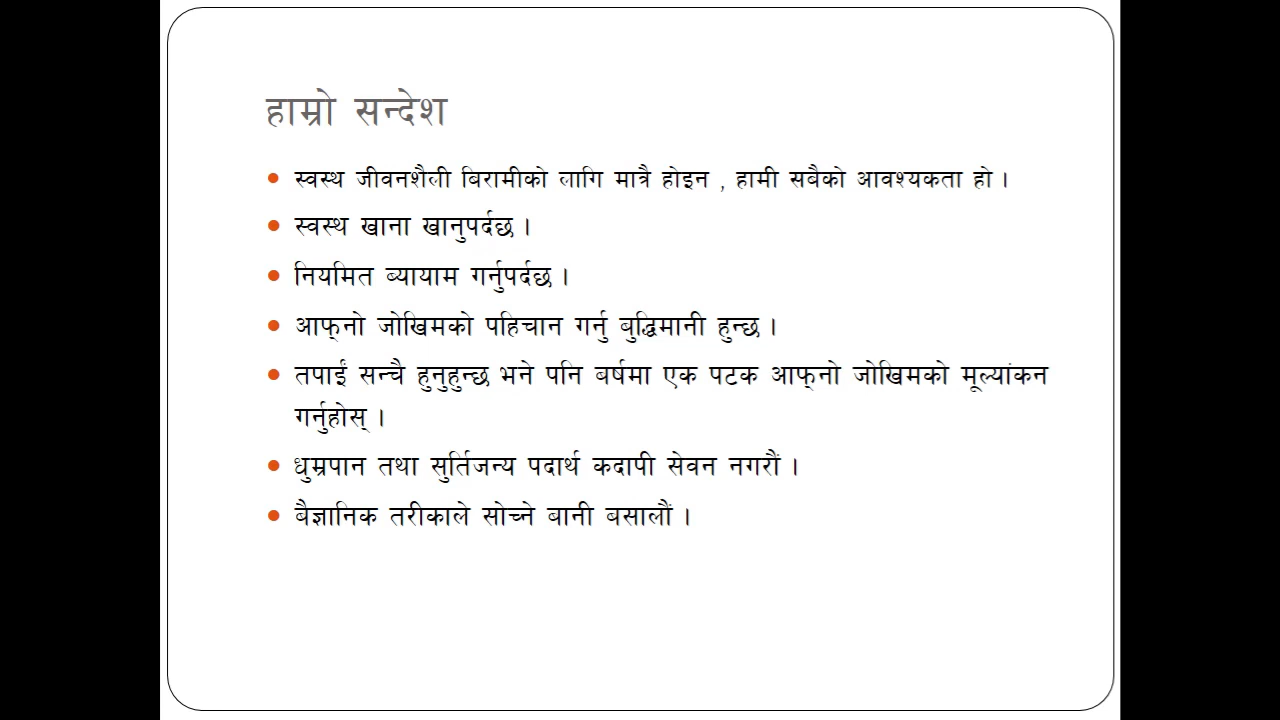 हाम्रो सन्देश
स्वस्थ जीवनशैली बिरामीको लागि मात्रै होइन , हामी सबैको आवश्यकता हो ।
स्वस्थ खाना खानुपर्दछ ।
नियमित ब्यायाम गर्नुपर्दछ ।
आफ्‌नो जोखिमको पहिचान गर्नु बुद्धिमानी हुन्छ ।
तपाईं सन्चै हुनुहुन्छ भने पनि बर्षमा एक पटक आफ्‌नो जोखिमको मूल्यांकन
गर्नुहोस् ।
धुम्रपान तथा सुर्तिजन्य पदार्थ कदापी सेवन नगरौं ।
बैज्ञानिक तरीकाले सोच्ने बानी बसालौं ।